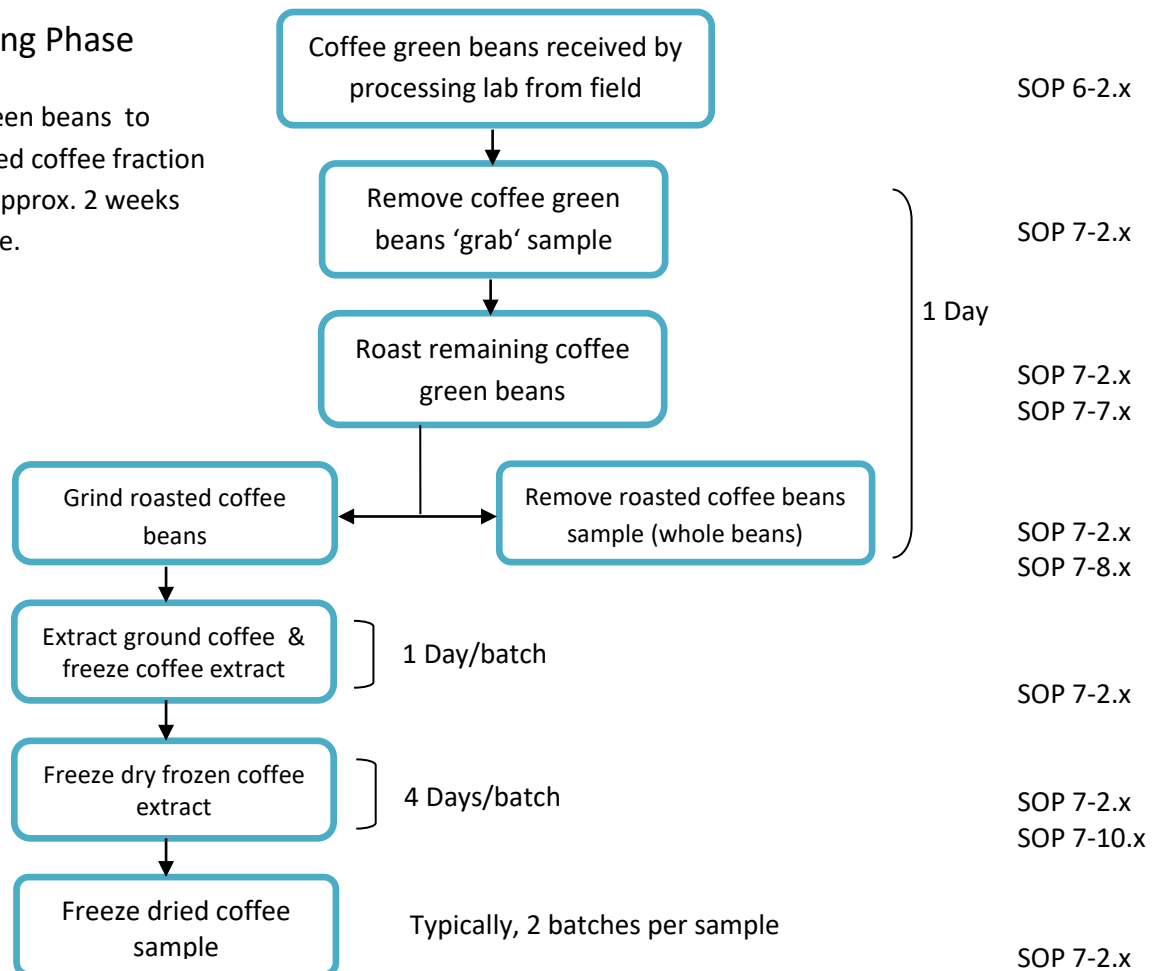 ng Phase
Coffee green beans received by
processing lab from field
SOP 6-2.x
een beans to
ed coffee fraction
pprox. 2 weeks
e.
Remove coffee green
beans ‘grab‘ sample
SOP 7-2.x
1 Day
Roast remaining coffee
green beans
SOP 7-2.x
SOP 7-7.x
Grind roasted coffee
beans
Remove roasted coffee beans
sample (whole beans)
SOP 7-2.x
SOP 7-8.x
Extract ground coffee &
freeze coffee extract
1 Day/batch
SOP 7-2.x
Freeze dry frozen coffee
extract
4 Days/batch
SOP 7-2.x
SOP 7-10.x
Freeze dried coffee
sample
Typically, 2 batches per sample
SOP 7-2.x